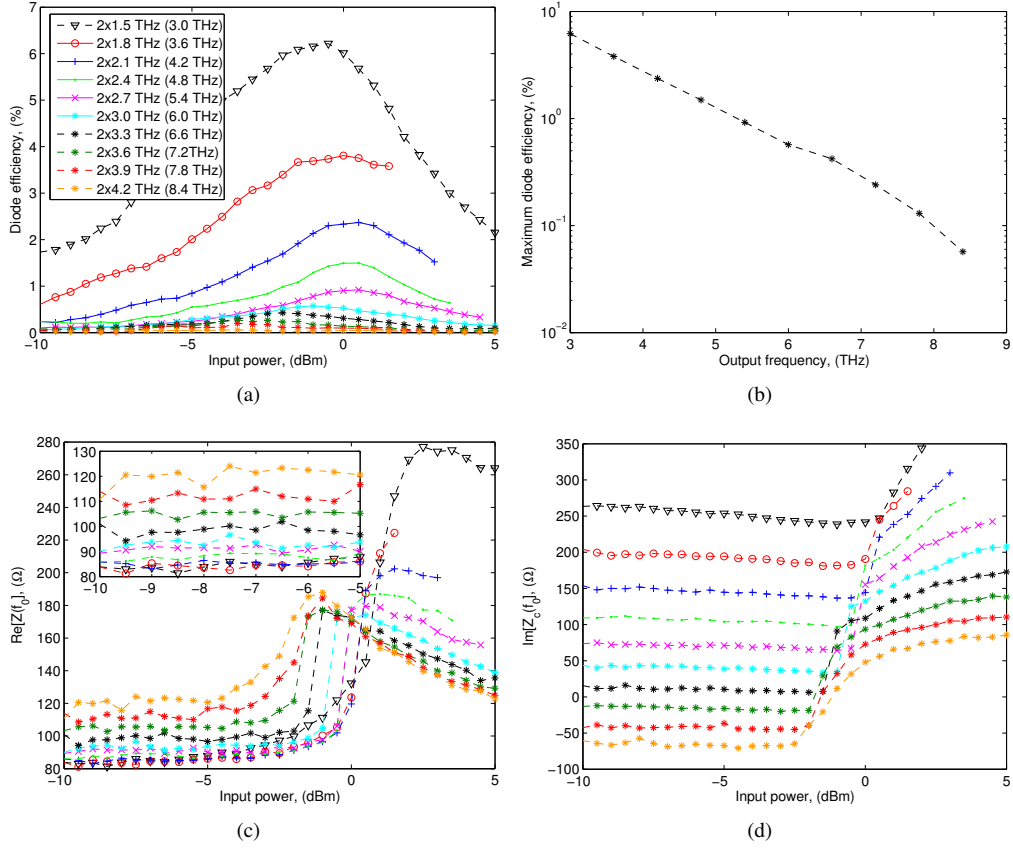 7
6
5
4
3
2
1
0
−10
−5
0
5
Diode efficiency, (%)
Input power, (dBm)
2x1.5 THz (3.0 THz)
2x1.8 THz (3.6 THz)
2x2.1 THz (4.2 THz)
2x2.4 THz (4.8 THz)
2x2.7 THz (5.4 THz)
2x3.0 THz (6.0 THz)
2x3.3 THz (6.6 THz)
2x3.6 THz (7.2THz)
2x3.9 THz (7.8 THz)
2x4.2 THz (8.4 THz)
(a)
10^1
10^0
10^−1
10^−2
3
4
5
6
7
8
9
Maximum diode efficiency, (%)
Output frequency, (THz)
(b)
280
260
240
220
200
180
160
140
120
100
80
−10
−5
0
5
Re[Z(f_0], (Ω)
Input power, (dBm)
130
120
110
100
90
80
−10
−9
−8
−7
−6
−5
(c)
350
300
250
200
150
100
50
0
−50
−100
−10
−5
0
5
Im[Z_c(f_0], (Ω)
Input power, (dBm)
(d)